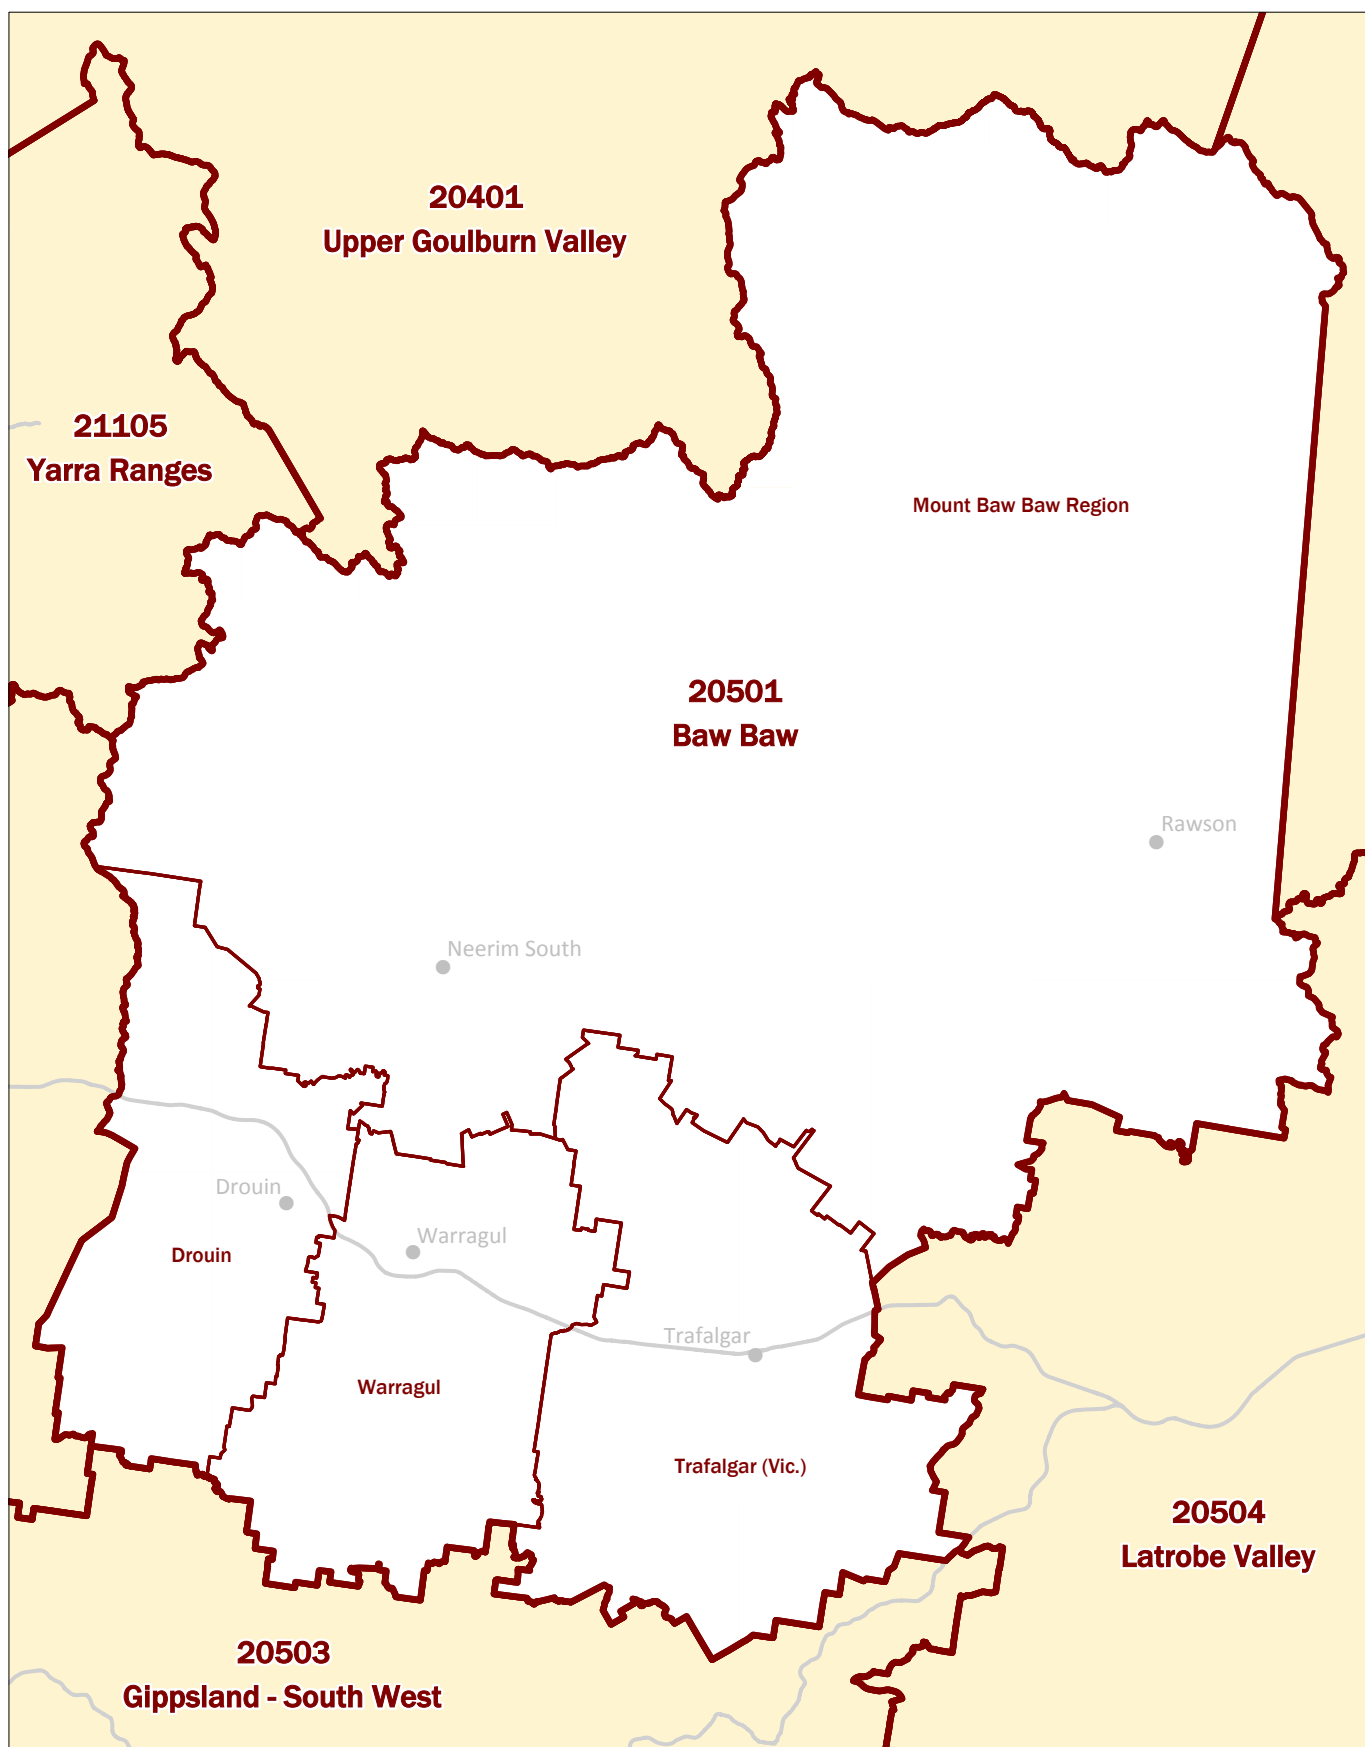 20401
Upper Goulburn Valley
21105
Yarra Ranges
Mount Baw Baw Region
20501
Baw Baw
Rawson
Neerim South
Drouin
Warragul
Drouin
Trafalgar
Warragul
Trafalgar (Vic.)
20504
Latrobe Valley
20503
Gippsland - South West